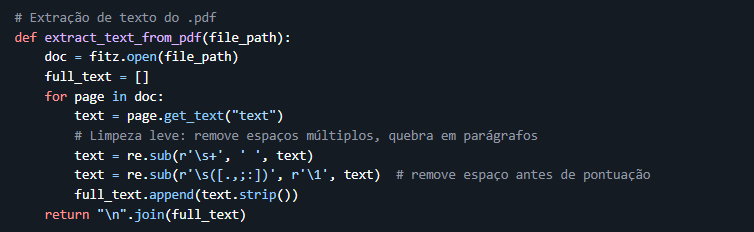 # Extração de texto do .pdf
def extract_text_from_pdf(file_path):
    doc = fitz.open(file_path)
    full_text = []
    for page in doc:
        text = page.get_text("text")
        # Limpeza leve: remove espaços múltiplos, quebra em parágrafos
        text = re.sub(r'\s+', ' ', text)
        text = re.sub(r'\s([.,;:])', r'\1', text)  # remove espaço antes de pontuação
        full_text.append(text.strip())
    return "\n".join(full_text)